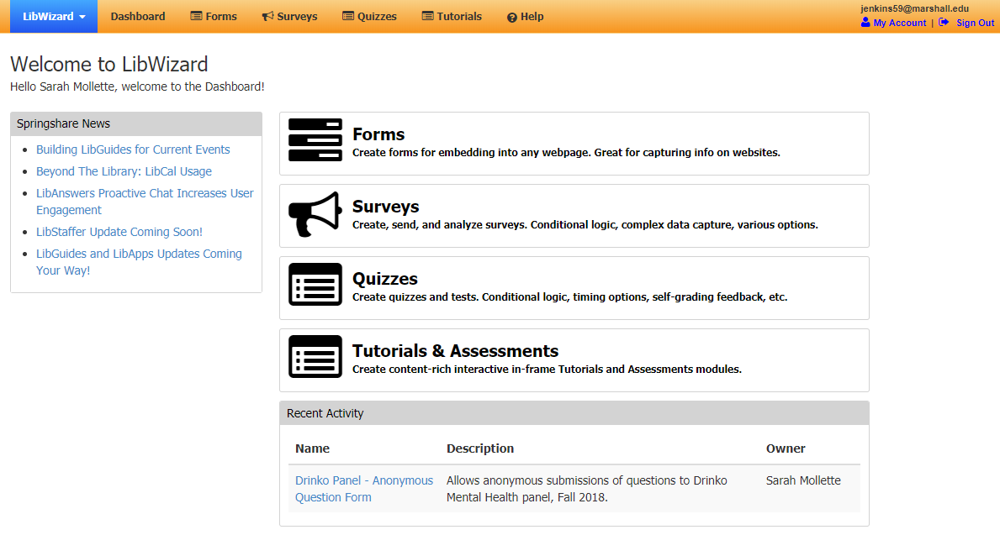 LibWizard Dashboard Forms Surveys Quizzes Tutorials Help
jenkins59@marshall.edu
My Account | Sign Out
Welcome to LibWizard
Hello Sarah Mollette, welcome to the Dashboard!
Springshare News
Building LibGuides for Current Events
Beyond The Library: LibCal Usage
LibAnswers Proactive Chat Increases User
Engagement
LibStaffer Update Coming Soon!
LibGuides and LibApps Updates Coming
Your Way!
Forms
Create forms for embedding into any webpage. Great for capturing info on websites.
Surveys
Create, send, and analyze surveys. Conditional logic, complex data capture, various options.
Quizzes
Create quizzes and tests. Conditional logic, timing options, self-grading feedback, etc.
Tutorials & Assessments
Create content-rich interactive in-frame Tutorials and Assessments modules.
Recent Activity
Name Description Owner
Drinko Panel - Anonymous Allows anonymous submissions of questions to Drinko Sarah Mollette
Question Form Mental Health panel, Fall 2018.